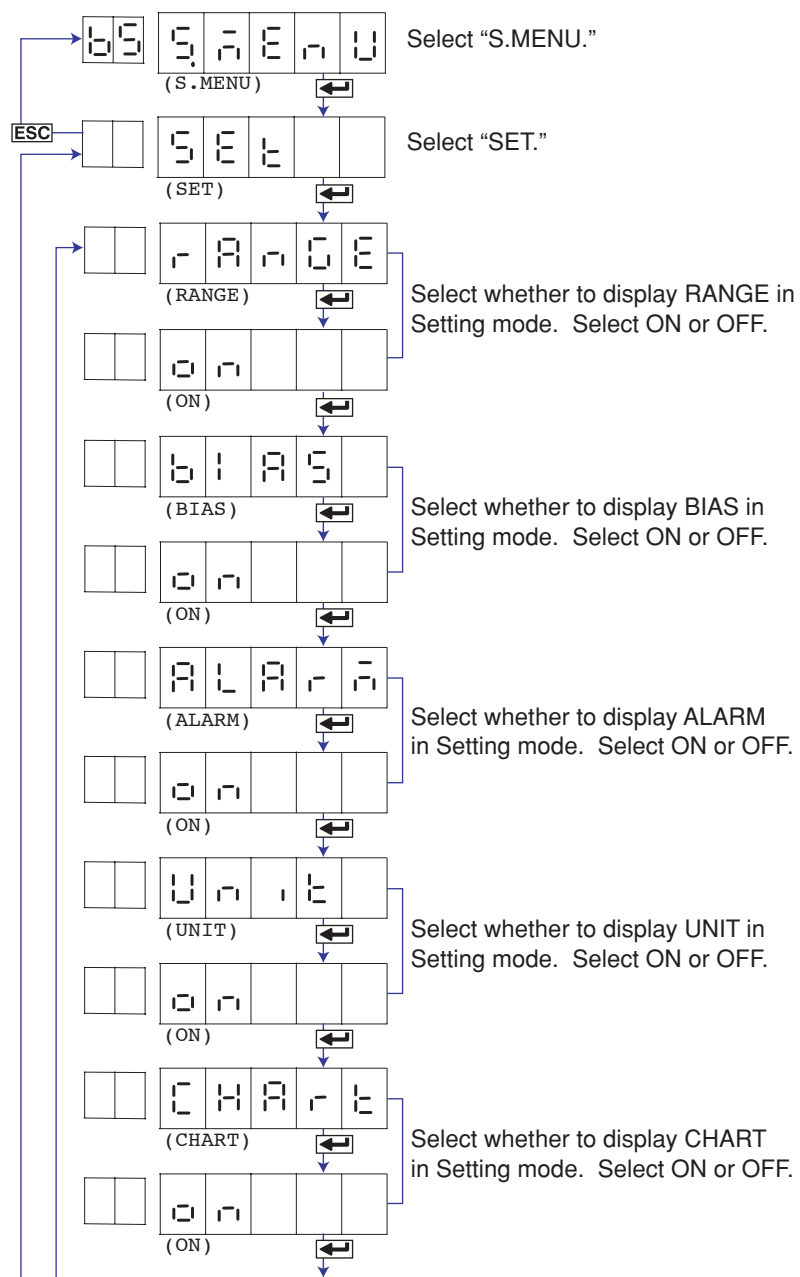 bS S.MEnU Select “S.MENU.”
(S.MENU)
ESC
SEt Select “SET.”
(SET)
rAnGE
(RANGE)
Select whether to display RANGE in
Setting mode. Select ON or OFF.
on
(ON)
bIAS
(BIAS)
Select whether to display BIAS in
Setting mode. Select ON or OFF.
on
(ON)
ALArM
(ALARM)
Select whether to display ALARM
in Setting mode. Select ON or OFF.
on
(ON)
Unit
(UNIT)
Select whether to display UNIT in
Setting mode. Select ON or OFF.
on
(ON)
CHArt
(CHART)
Select whether to display CHART
in Setting mode. Select ON or OFF.
on
(ON)